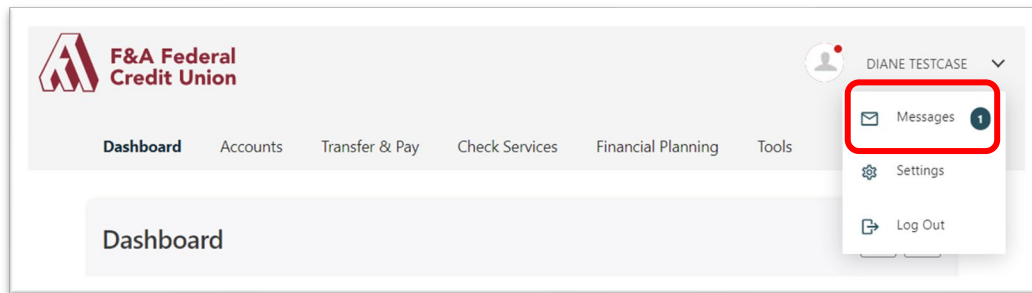 F&A Federal
Credit Union
DIANE TESTCASE
Messages 1
Dashboard Accounts Transfer & Pay Check Services Financial Planning Tools
Settings
Log Out
Dashboard